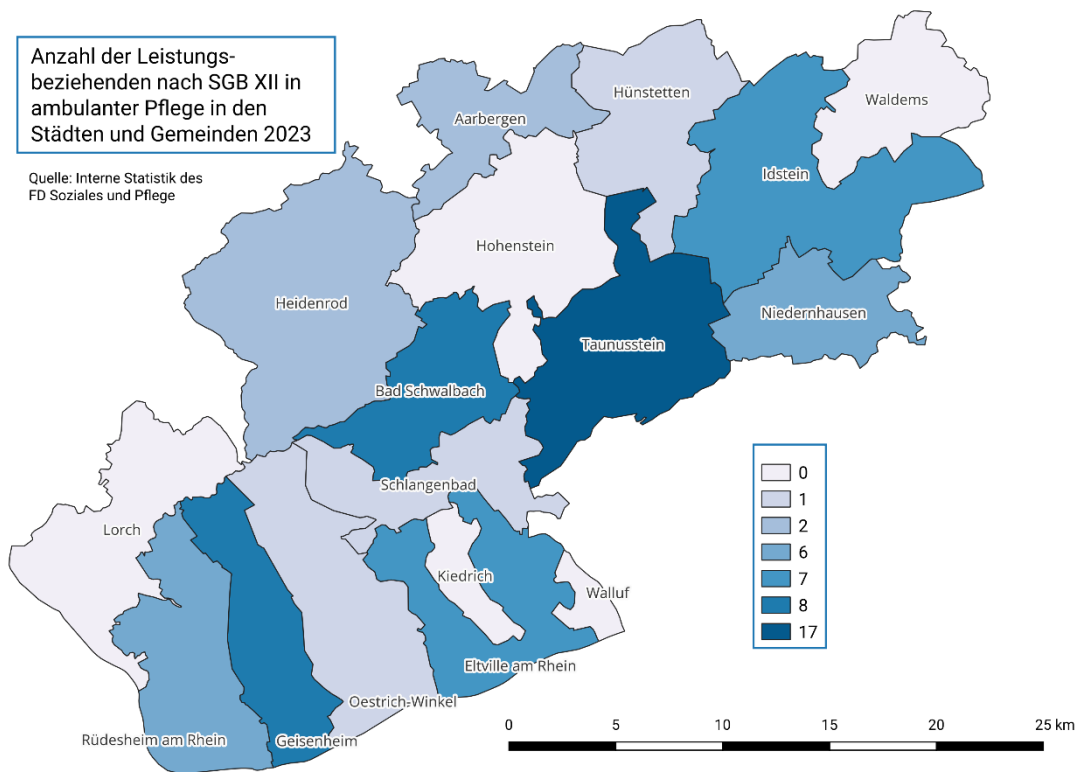 Anzahl der Leistungs-
beziehenden nach SGB XII in
ambulanter Pflege in den
Städten und Gemeinden 2023
Quelle: Interne Statistik des
FD Soziales und Pflege
Hünstetten
Waldems
Aarbergen
Idstein
Hohenstein
Heidenrod
Niedernhausen
Taunusstein
Bad Schwalbach
Schlangenbad
Lorch
Kiedrich
Walluf
Eltville am Rhein
Oestrich-Winkel
Rüdesheim am Rhein
Geisenheim
0
1
2
6
7
8
17
0 5 10 15 20 25 km